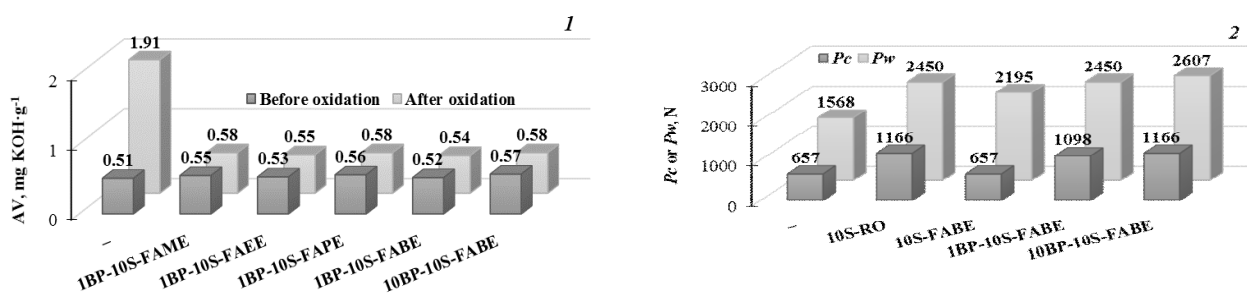 1
1.91
2
AV, mg KOH·g-1
Before oxidation
After oxidation
1
0.58
0.55
0.58
0.54
0.58
0.51
0.55
0.53
0.56
0.52
0.57
0
–
1BP-10S-FAME
1BP-10S-FAEE
1BP-10S-FAPE
1BP-10S-FABE
10BP-10S-FABE
2
Pc
Pw
Pc or Pw, N
3000
2000
1000
0
1568
2450
2195
2450
2607
657
1166
657
1098
1166
–
10S-RO
10S-FABE
1BP-10S-FABE
10BP-10S-FABE